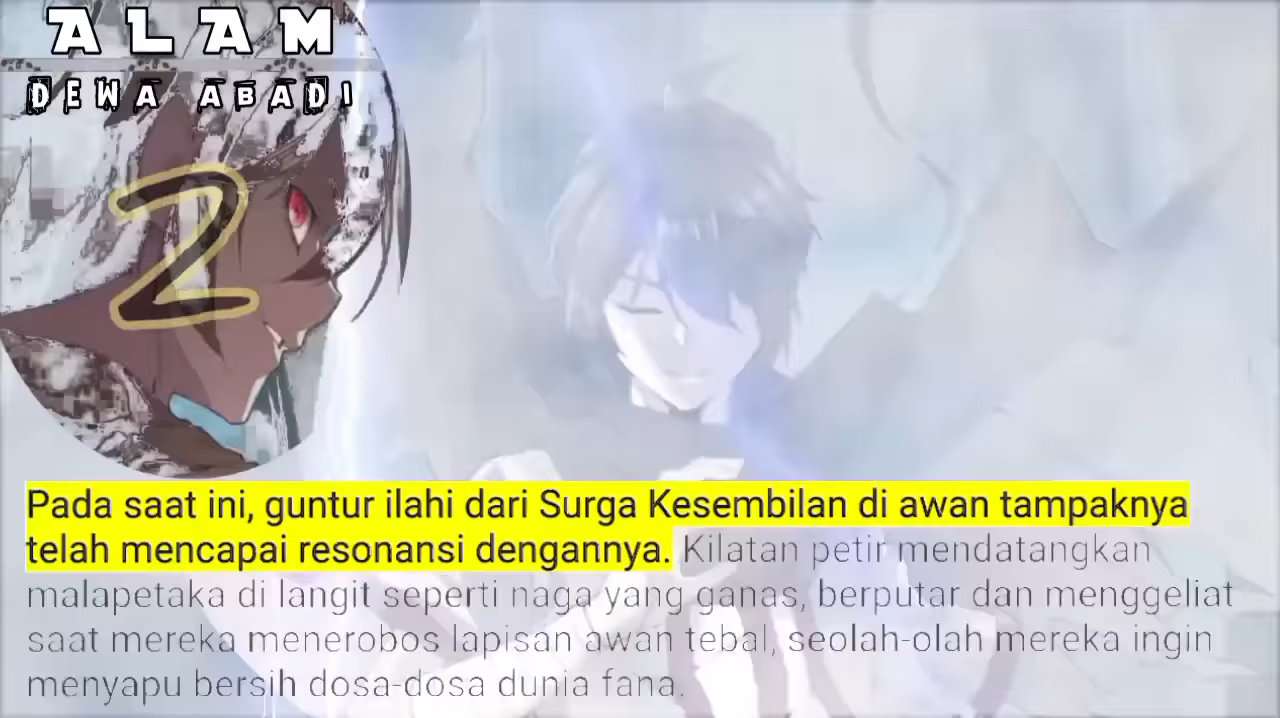 ALAM
DEWA ABADI
2
Pada saat ini, guntur ilahi dari Surga Kesembilan di awan tampaknya
telah mencapai resonansi dengannya. Kilatan petir mendatangkan
malapetaka di langit seperti naga yang ganas, berputar dan menggeliat
saat mereka menerobos lapisan awan tebal, seolah-olah mereka ingin
menyapu bersih dosa-dosa dunia fana.